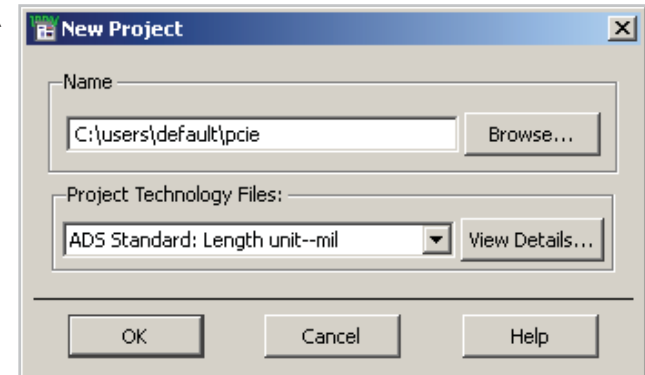 New Project
Name
C:\users\default\pcie
Browse...
Project Technology Files:
ADS Standard: Length unit--mil
View Details...
OK
Cancel
Help